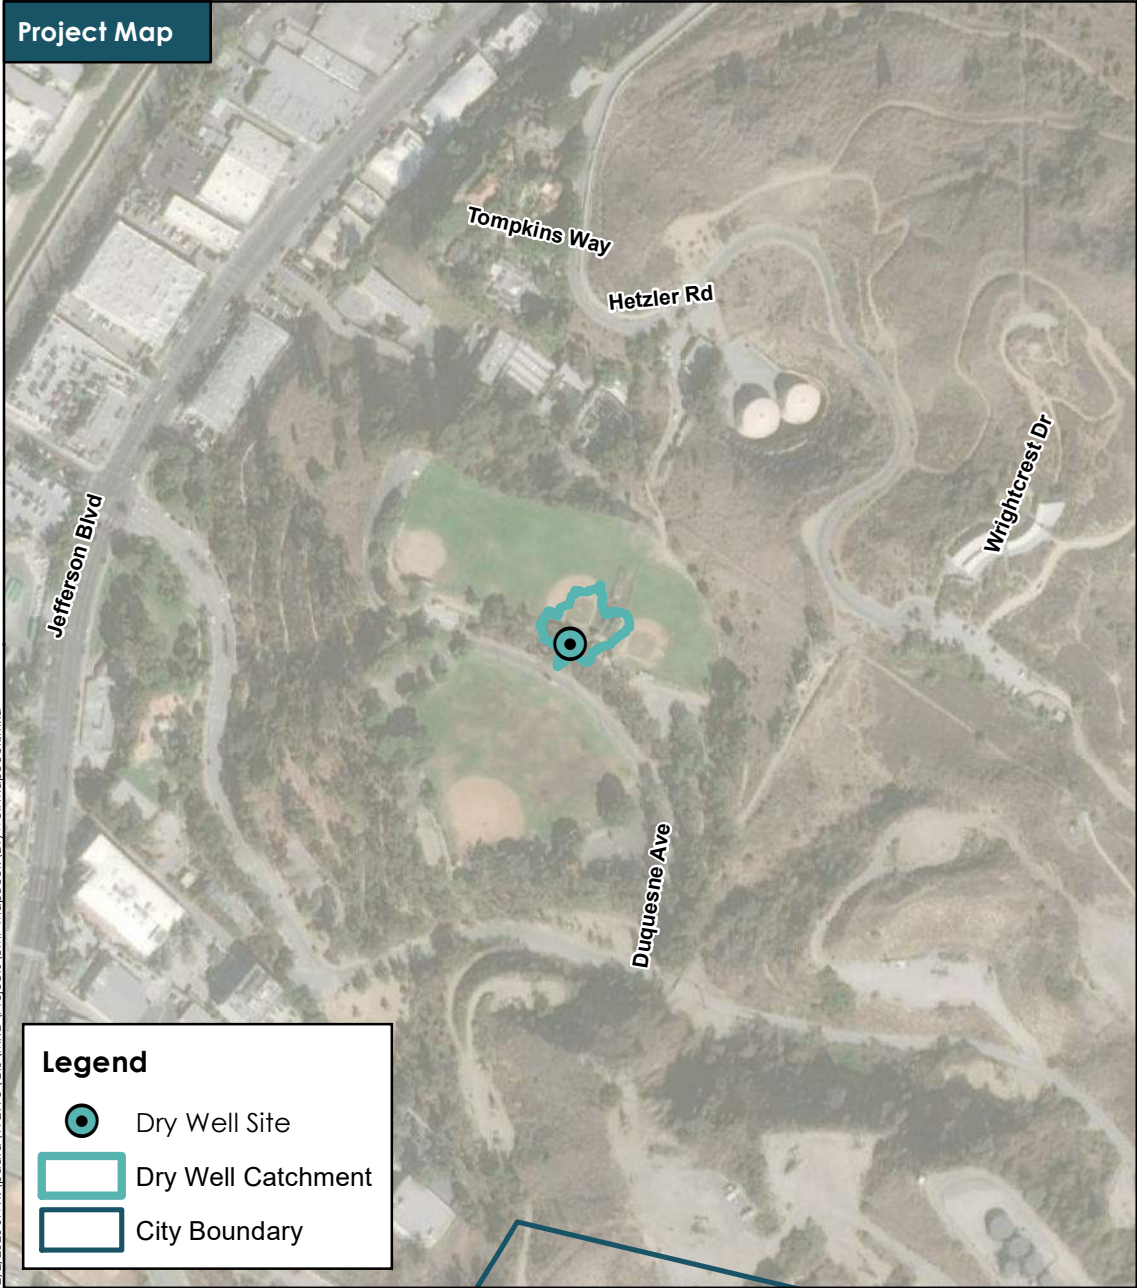 Project Map
Tompkins Way
Hetzler Rd
Wrightcrest Dr
Jefferson Blvd
Duquesne Ave
Legend
Dry Well Site
Dry Well Catchment
City Boundary